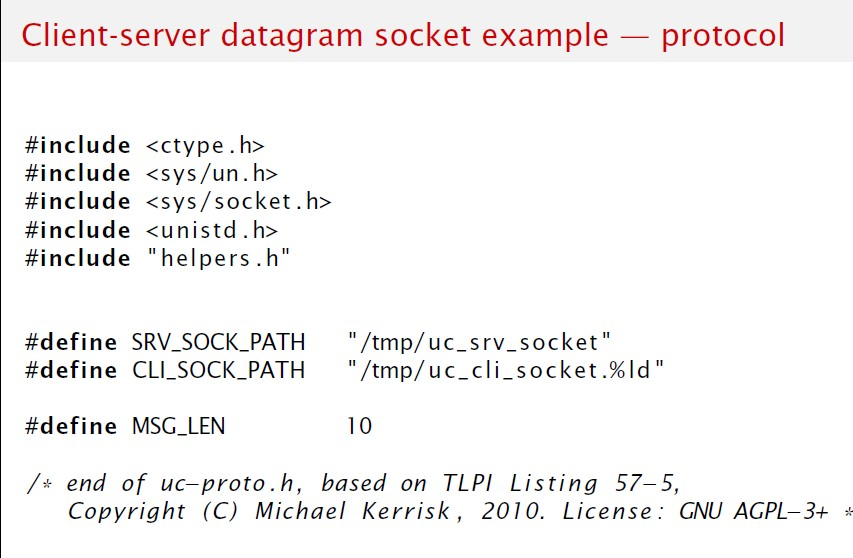 Client-server datagram socket example — protocol
#include <ctype.h>
#include <sys/un.h>
#include <sys/socket.h>
#include <unistd.h>
#include "helpers.h"
#define SRV_SOCK_PATH "/tmp/uc_srv_socket"
#define CLI_SOCK_PATH "/tmp/uc_cli_socket.%ld"
#define MSG_LEN 10
/* end of uc-proto.h, based on TLPI Listing 57-5,
Copyright (C) Michael Kerrisk, 2010. License: GNU AGPL-3+ *